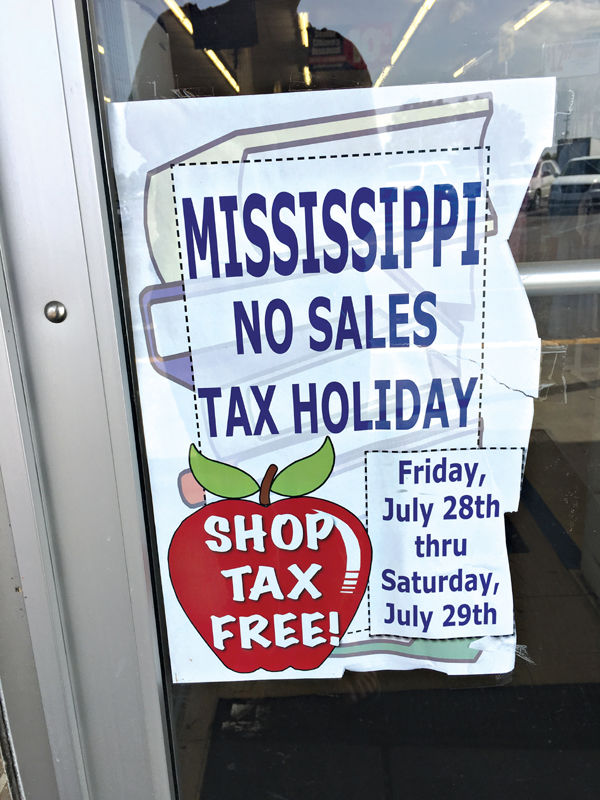 MISSISSIPPI
NO SALES
TAX HOLIDAY
SHOP
TAX
FREE!
Friday,
July 28th
thru
Saturday,
July 29th